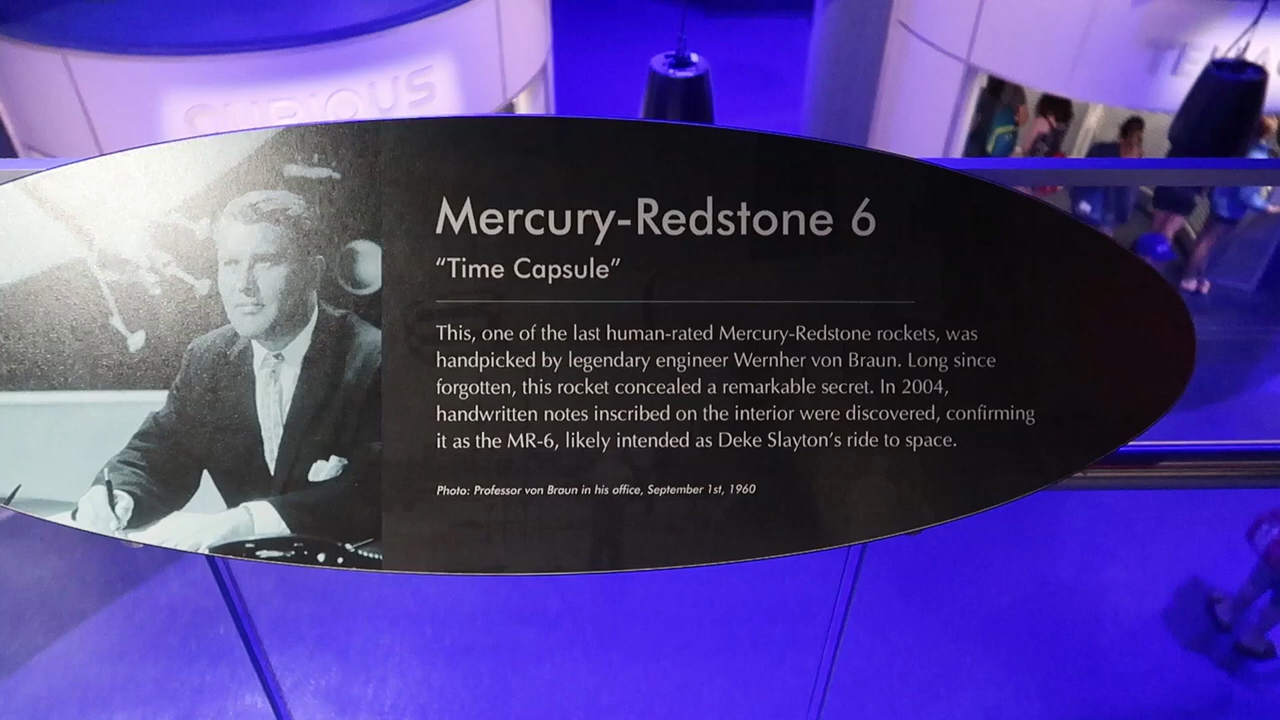 CURIOUS
Mercury-Redstone 6
“Time Capsule”
This, one of the last human-rated Mercury-Redstone rockets, was
handpicked by legendary engineer Wernher von Braun. Long since
forgotten, this rocket concealed a remarkable secret. In 2004,
handwritten notes inscribed on the interior were discovered, confirming
it as the MR-6, likely intended as Deke Slayton’s ride to space.
Photo: Professor von Braun in his office, September 1st, 1960